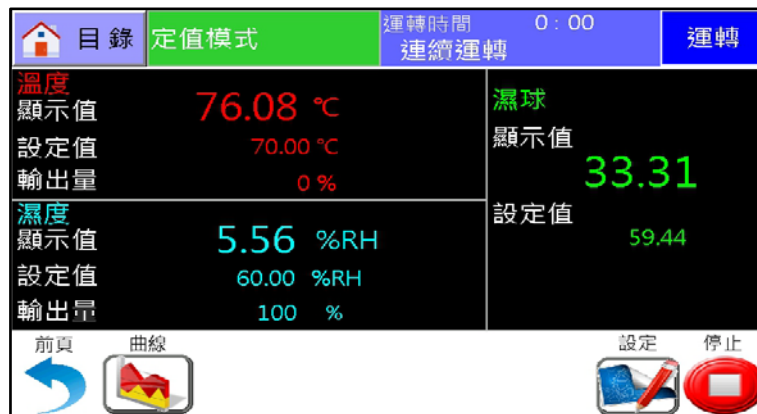 目錄 定值模式 運轉時間 0:00 運轉
連續運轉
溫度
顯示值 76.08 ℃
設定值 70.00 ℃
輸出量 0 %
濕度
顯示值 5.56 %RH
設定值 60.00 %RH
輸出量 100 %
濕球
顯示值
33.31
設定值
59.44
前頁 曲線 設定 停止